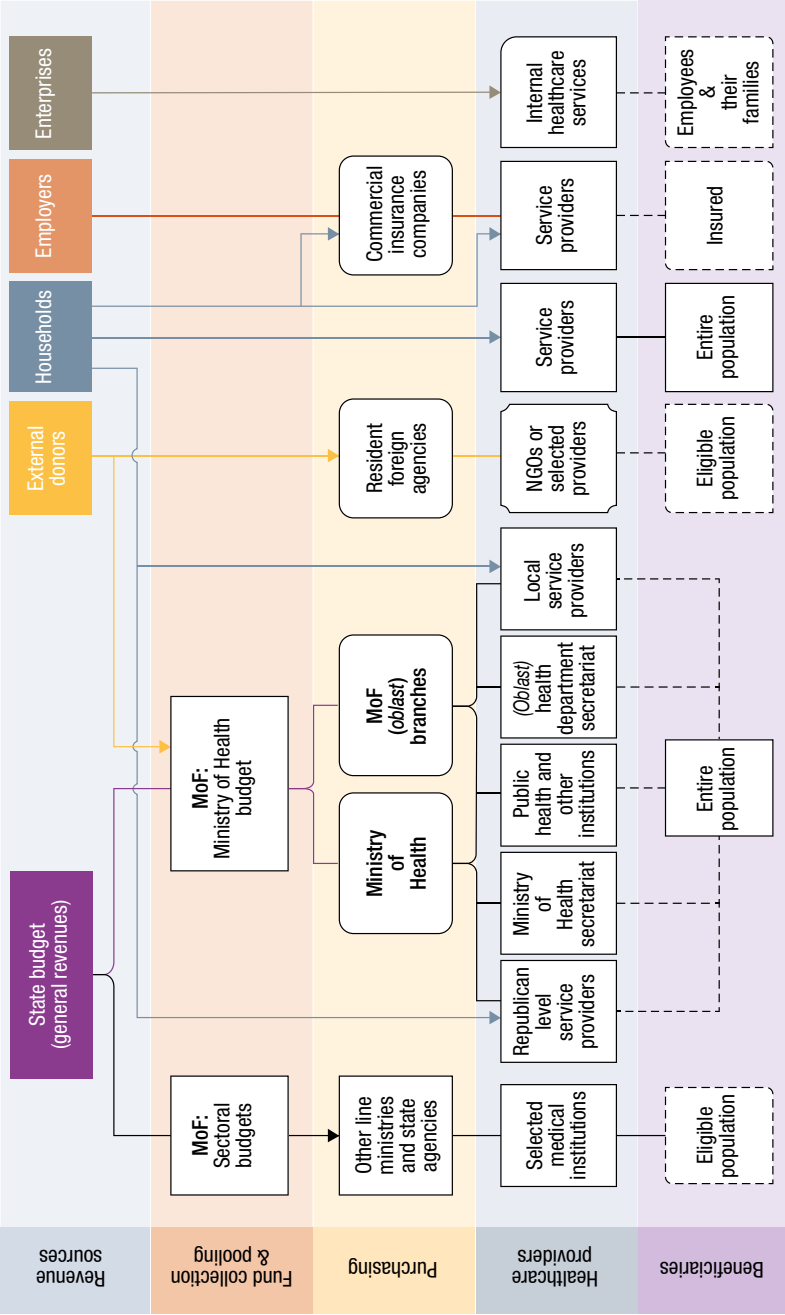 Revenue
sources
State budget
(general revenues)
External
donors
Households
Employers
Enterprises
Fund collection
& pooling
MoF:
Sectoral
budgets
MoF:
Ministry of Health
budget
Purchasing
Other line
ministries
and state
agencies
Ministry
of
Health
MoF
(oblast)
branches
Resident
foreign
agencies
Commercial
insurance
companies
Healthcare
providers
Selected
medical
institutions
Republican
level
service
providers
Ministry
of
Health
secretariat
Public
health and
other
institutions
(Oblast)
health
department
secretariat
Local
service
providers
NGOs or
selected
providers
Service
providers
Service
providers
Internal
healthcare
services
Beneficiaries
Eligible
population
Entire
population
Eligible
population
Entire
population
Insured
Employees
&
their
families